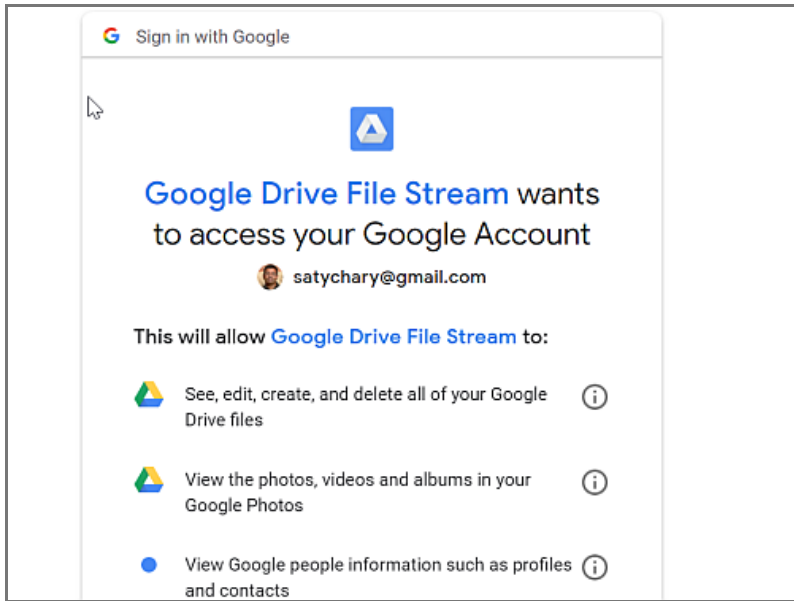 Sign in with Google
Google Drive File Stream wants
to access your Google Account
satychary@gmail.com
This will allow Google Drive File Stream to:
See, edit, create, and delete all of your Google
Drive files
View the photos, videos and albums in your
Google Photos
View Google people information such as profiles
and contacts